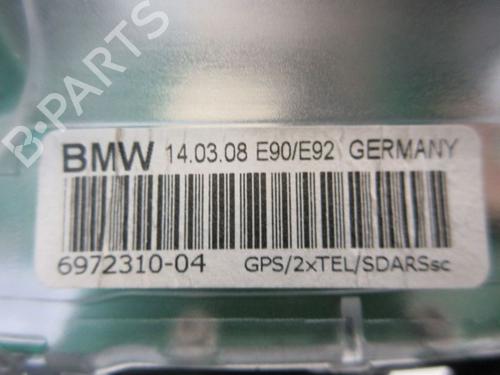 B-PARTS
BMW 14.03.08 E90/E92 GERMANY
6972310-04 GPS/2xTEL/SDARSsc